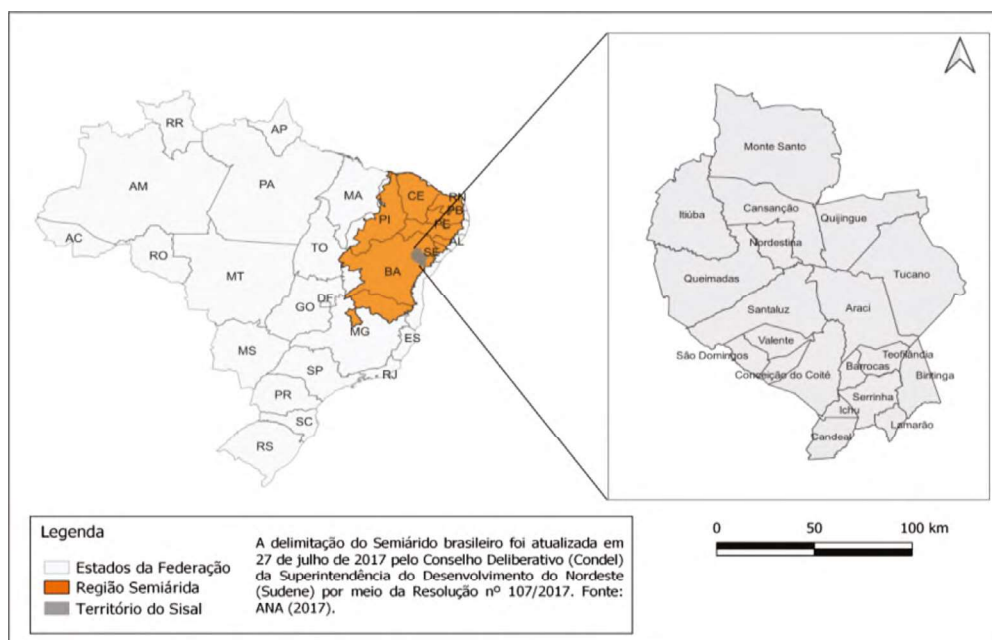 RR
AP
AM
PA
MA
CE
RN
PB
PI
PE
AL
AC
TO
SE
RO
BA
MT
DF
GO
MG
ES
MS
SP
RJ
PR
SC
RS
Monte Santo
Cansanção
Itiúba
Quijingue
Nordestina
Queimadas
Tucano
Santaluz
Araci
Valente
São Domingos
Teofilândia
Conceição do Coité
Barrocas
Biritinga
Serrinha
Ichu
Lamarão
Candeal
Legenda
Estados da Federação
Região Semiárida
Território do Sisal
A delimitação do Semiárido brasileiro foi atualizada em
27 de julho de 2017 pelo Conselho Deliberativo (Condel)
da Superintendência do Desenvolvimento do Nordeste
(Sudene) por meio da Resolução nº 107/2017. Fonte:
ANA (2017).
0 50 100 km